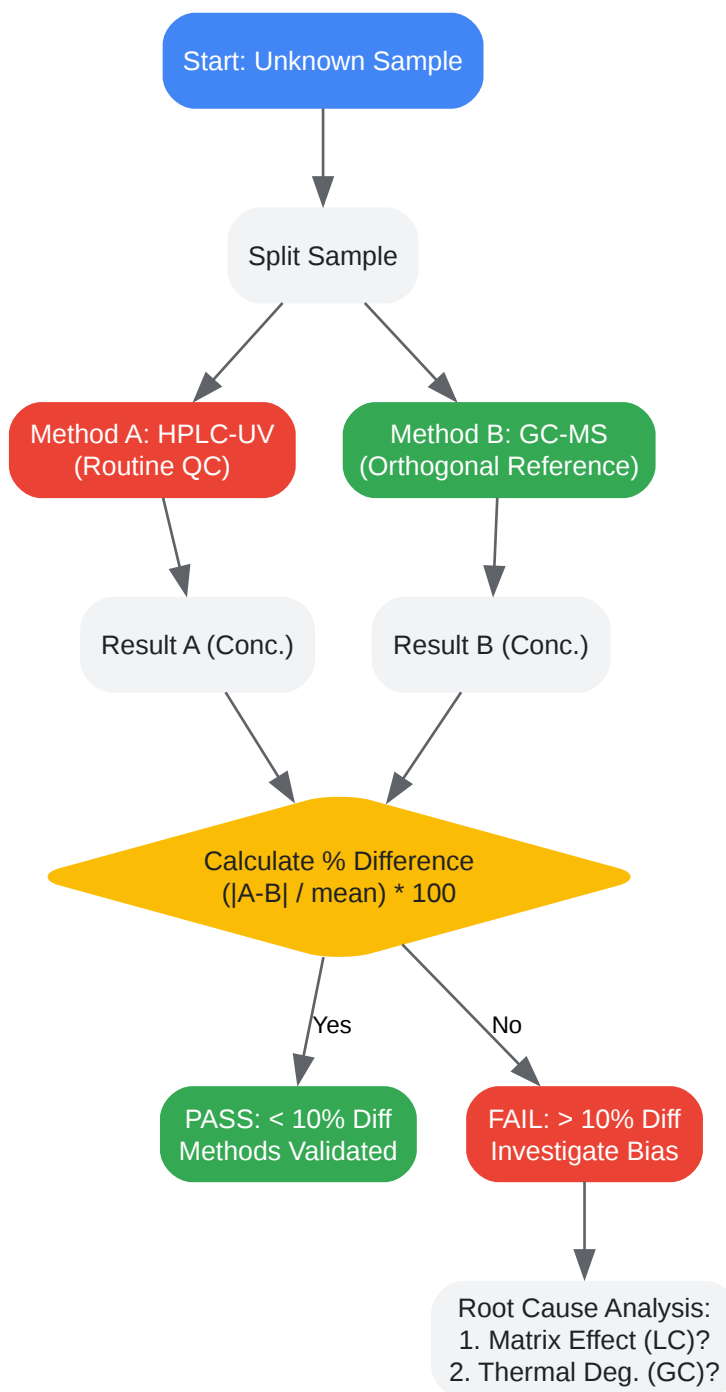 Start: Unknown Sample
Split Sample
Method A: HPLC-UV
(Routine QC)
Method B: GC-MS
(Orthogonal Reference)
Result A (Conc.)
Result B (Conc.)
Calculate % Difference
(|A-B| / mean) * 100
Yes
No
PASS: < 10% Diff
Methods Validated
FAIL: > 10% Diff
Investigate Bias
Root Cause Analysis:
1. Matrix Effect (LC)?
2. Thermal Deg. (GC)?